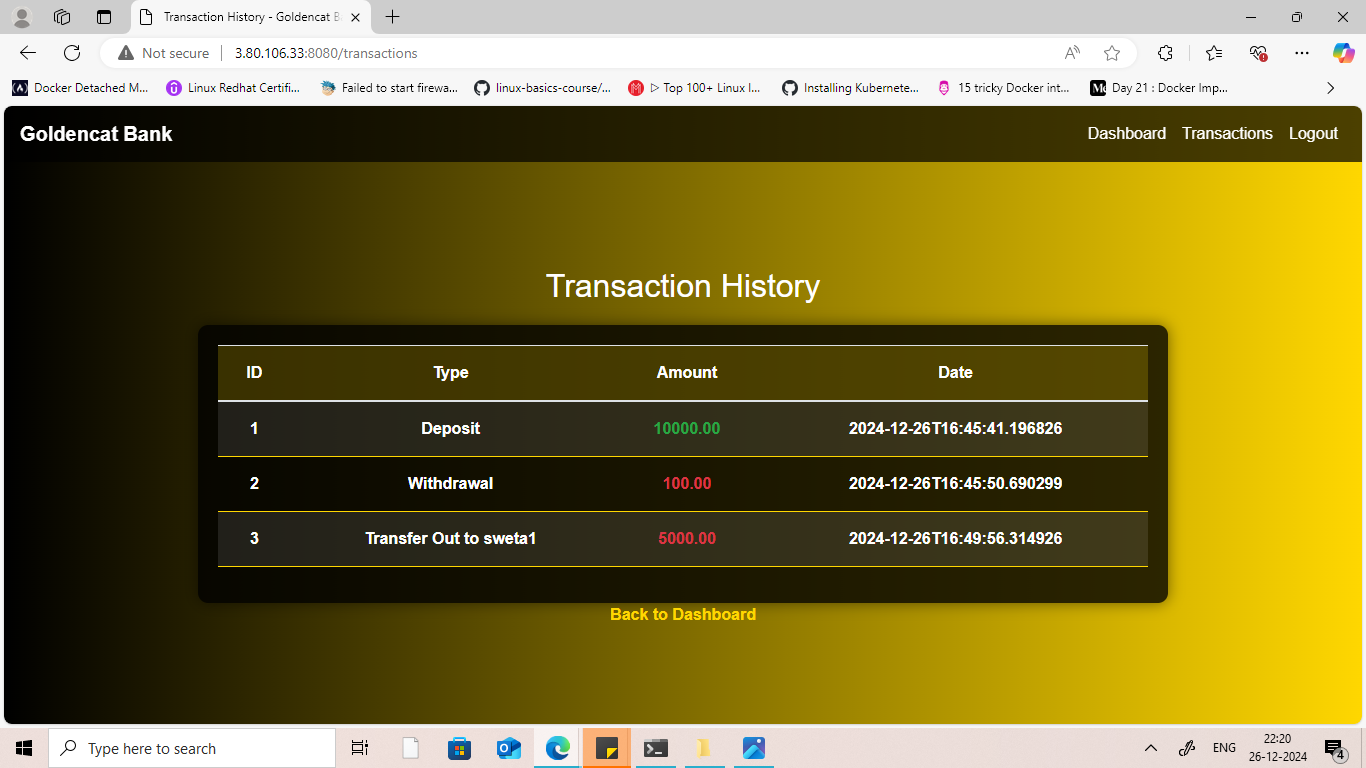 Transaction History - Goldencat B
Not secure
3.80.106.33:8080/transactions
Docker Detached M...
Linux Redhat Certifi...
Failed to start firewa...
linux-basics-course/...
▷ Top 100+ Linux I...
Installing Kubernete...
15 tricky Docker int...
Day 21 : Docker Imp...
Goldencat Bank
Dashboard Transactions Logout
Transaction History
ID Type Amount Date
1 Deposit 10000.00 2024-12-26T16:45:41.196826
2 Withdrawal 100.00 2024-12-26T16:45:50.690299
3 Transfer Out to sweta1 5000.00 2024-12-26T16:49:56.314926
Back to Dashboard
Type here to search
ENG
22:20
26-12-2024
4